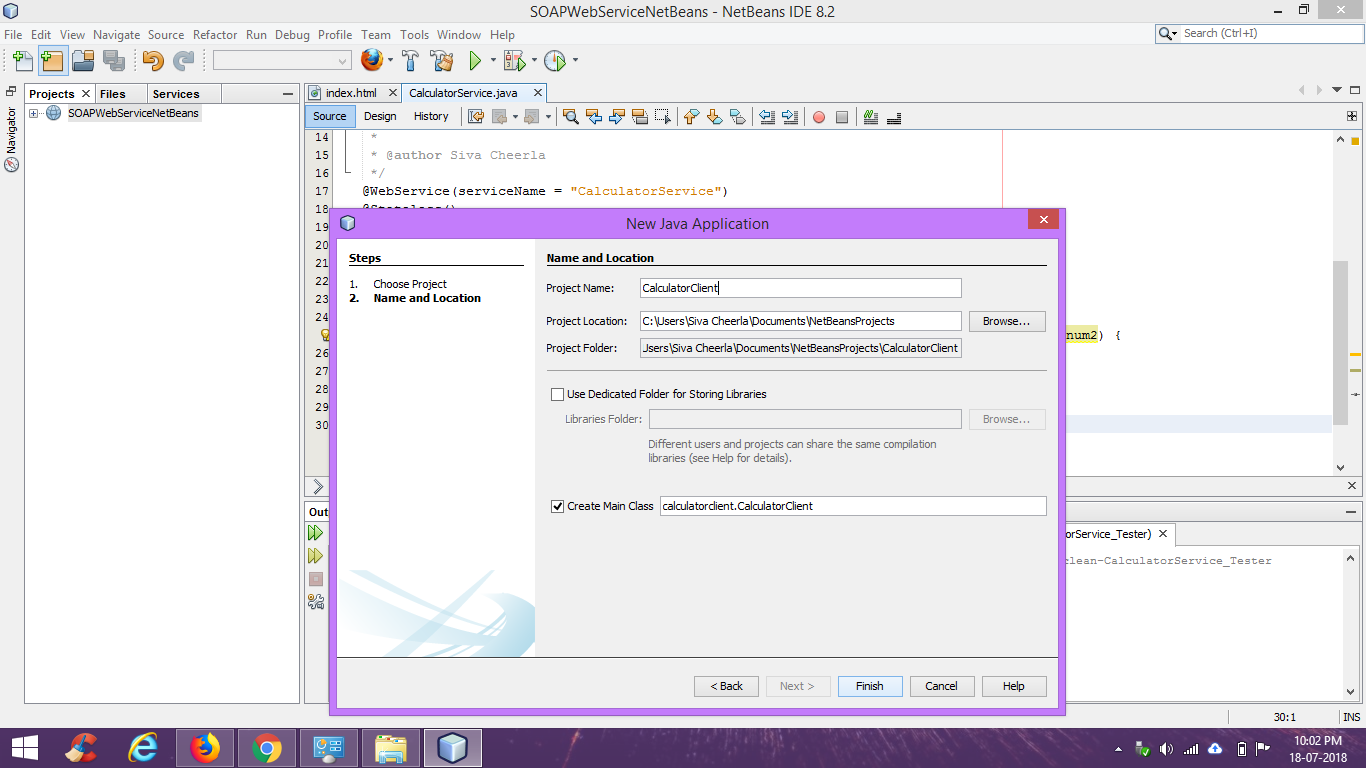 SOAPWebServiceNetBeans - NetBeans IDE 8.2
File Edit View Navigate Source Refactor Run Debug Profile Team Tools Window Help
Search (Ctrl+I)
Projects Files Services
index.html CalculatorService.java
Navigator
SOAPWebServiceNetBeans
Source Design History
14 *
15 * @author Siva Cheerla
16 */
17 @WebService(serviceName = "CalculatorService")
18 @Stateless()
19
20
21
22
23
24
num2) {
26
27
28
29
30
New Java Application
Steps
1. Choose Project
2. Name and Location
Name and Location
Project Name: CalculatorClient
Project Location: C:\Users\Siva Cheerla\Documents\NetBeansProjects Browse...
Project Folder: Jsers\Siva Cheerla\Documents\NetBeansProjects\CalculatorClient
Use Dedicated Folder for Storing Libraries
Libraries Folder: Browse...
Different users and projects can share the same compilation
libraries (see Help for details).
Create Main Class calculatorclient.CalculatorClient
< Back Next > Finish Cancel Help
Out
orService_Tester)
clean-CalculatorService_Tester
30:1 INS
10:02 PM
18-07-2018